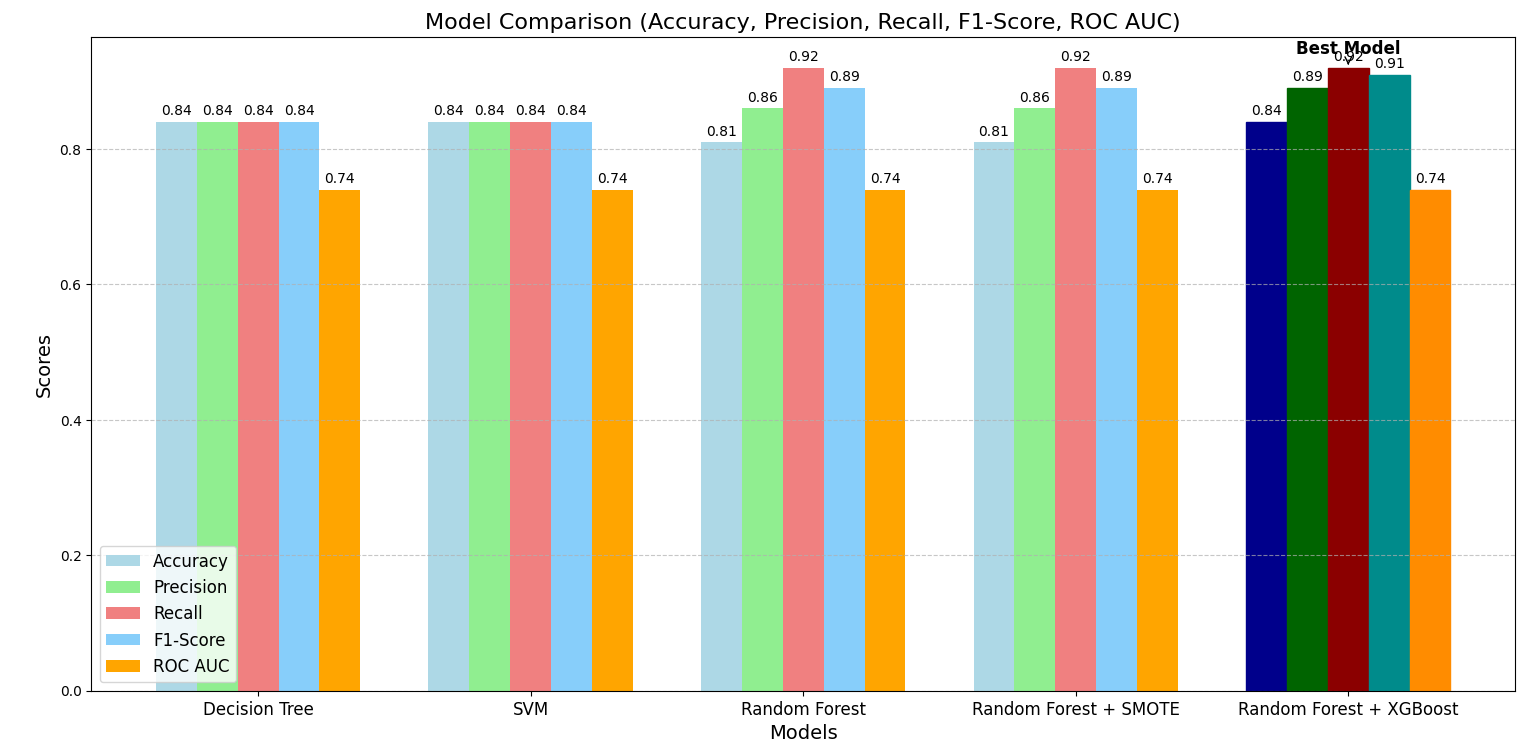 Model Comparison (Accuracy, Precision, Recall, F1-Score, ROC AUC)
Best Model
0.84 0.84 0.84 0.84 0.74
0.84 0.84 0.84 0.84 0.74
0.81 0.86 0.92 0.89 0.74
0.81 0.86 0.92 0.89 0.74
0.84 0.89 0.92 0.91 0.74
Scores
0.8
0.6
0.4
0.2
0.0
Accuracy
Precision
Recall
F1-Score
ROC AUC
Decision Tree SVM Random Forest Random Forest + SMOTE Random Forest + XGBoost
Models